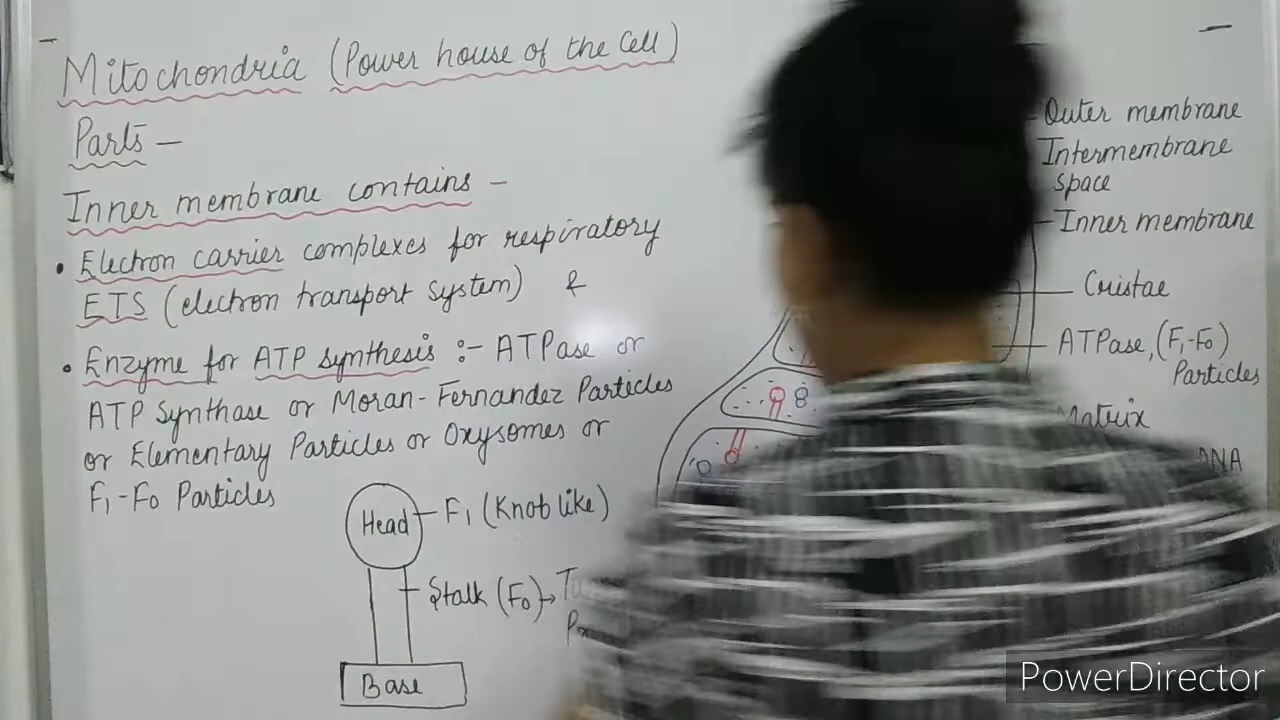 Mitochondria (Power house of the Cell)
Parts -
Inner membrane contains -
• Electron carrier complexes for respiratory
ETS (electron transport system) &
• Enzyme for ATP synthesis :- ATPase or
ATP Synthase or Moran-Fernandez Particles
or Elementary Particles or Oxysomes or
F₁-F₀ Particles
Head
F₁ (Knob like)
Stalk (F₀)→
Base
Outer membrane
Intermembrane
space
Inner membrane
Cristae
ATPase, (F₁-F₀)
Particles
Matrix
PowerDirector